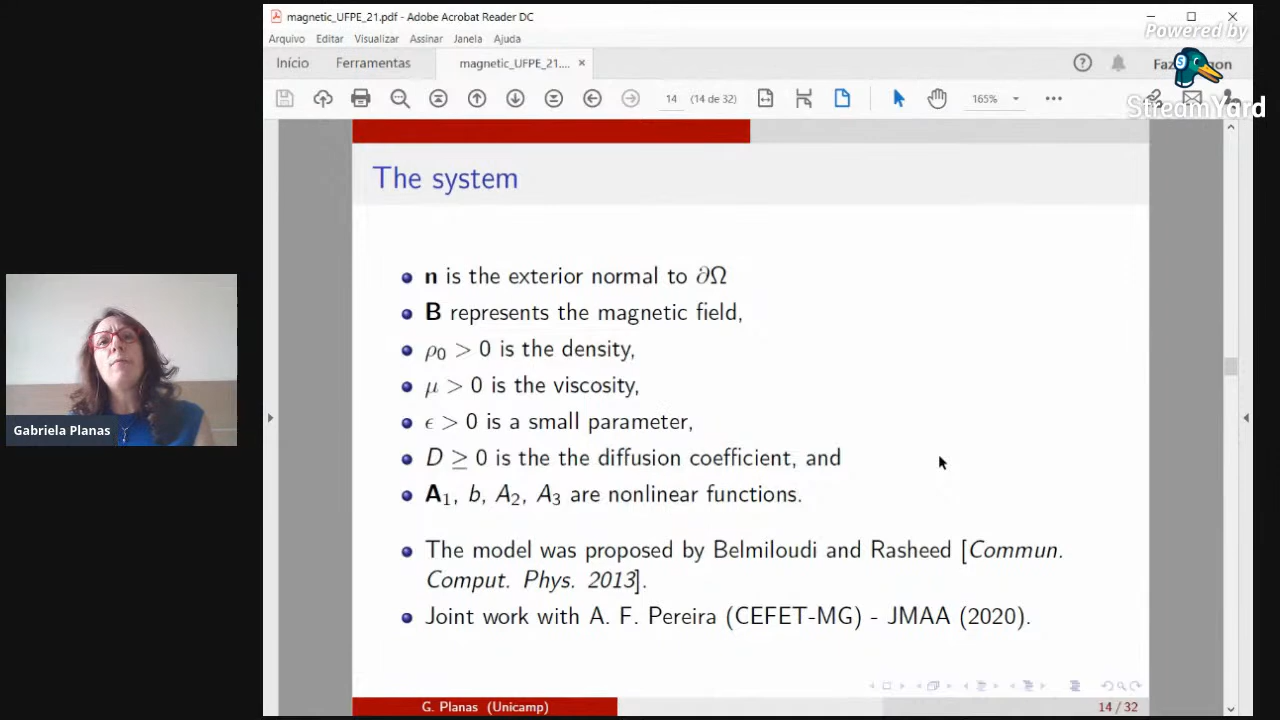 magnetic_UFPE_21.pdf - Adobe Acrobat Reader DC
Powered by
Arquivo Editar Visualizar Assinar Janela Ajuda
Início Ferramentas magnetic_UFPE_21.... ×
StreamYard
14 (14 de 32) 165%
The system
n is the exterior normal to ∂Ω
B represents the magnetic field,
ρ₀ > 0 is the density,
μ > 0 is the viscosity,
ϵ > 0 is a small parameter,
D ≥ 0 is the the diffusion coefficient, and
A₁, b, A₂, A₃ are nonlinear functions.
The model was proposed by Belmiloudi and Rasheed [Commun.
Comput. Phys. 2013].
Joint work with A. F. Pereira (CEFET-MG) - JMAA (2020).
G. Planas (Unicamp)
14 / 32
Gabriela Planas